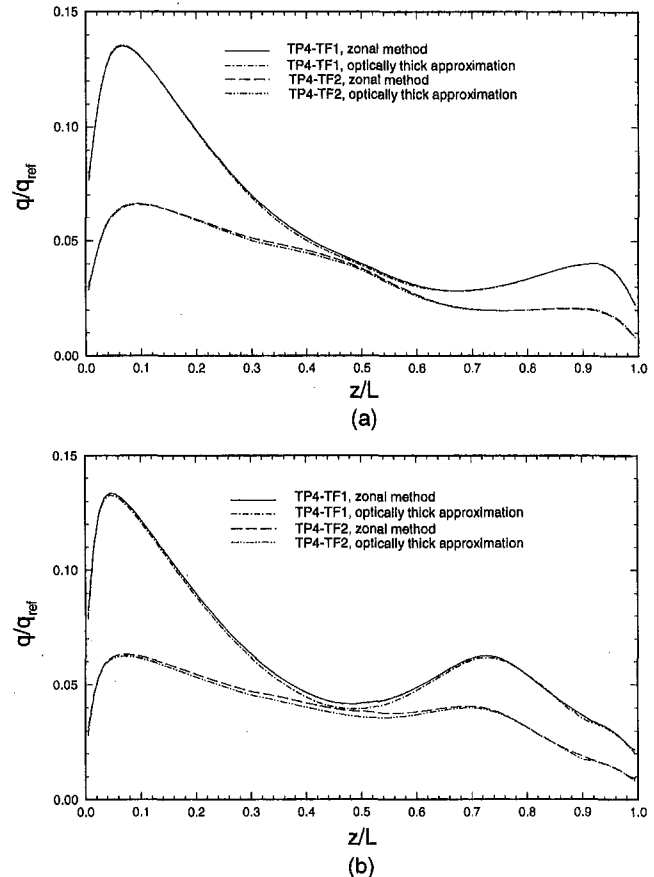 0.15
TP4-TF1, zonal method
TP4-TF1, optically thick approximation
TP4-TF2, zonal method
TP4-TF2, optically thick approximation
0.10
q/q_ref
0.05
0.00
0.0 0.1 0.2 0.3 0.4 0.5 0.6 0.7 0.8 0.9 1.0
z/L
(a)
0.15
TP4-TF1, zonal method
TP4-TF1, optically thick approximation
TP4-TF2, zonal method
TP4-TF2, optically thick approximation
0.10
q/q_ref
0.05
0.00
0.0 0.1 0.2 0.3 0.4 0.5 0.6 0.7 0.8 0.9 1.0
z/L
(b)